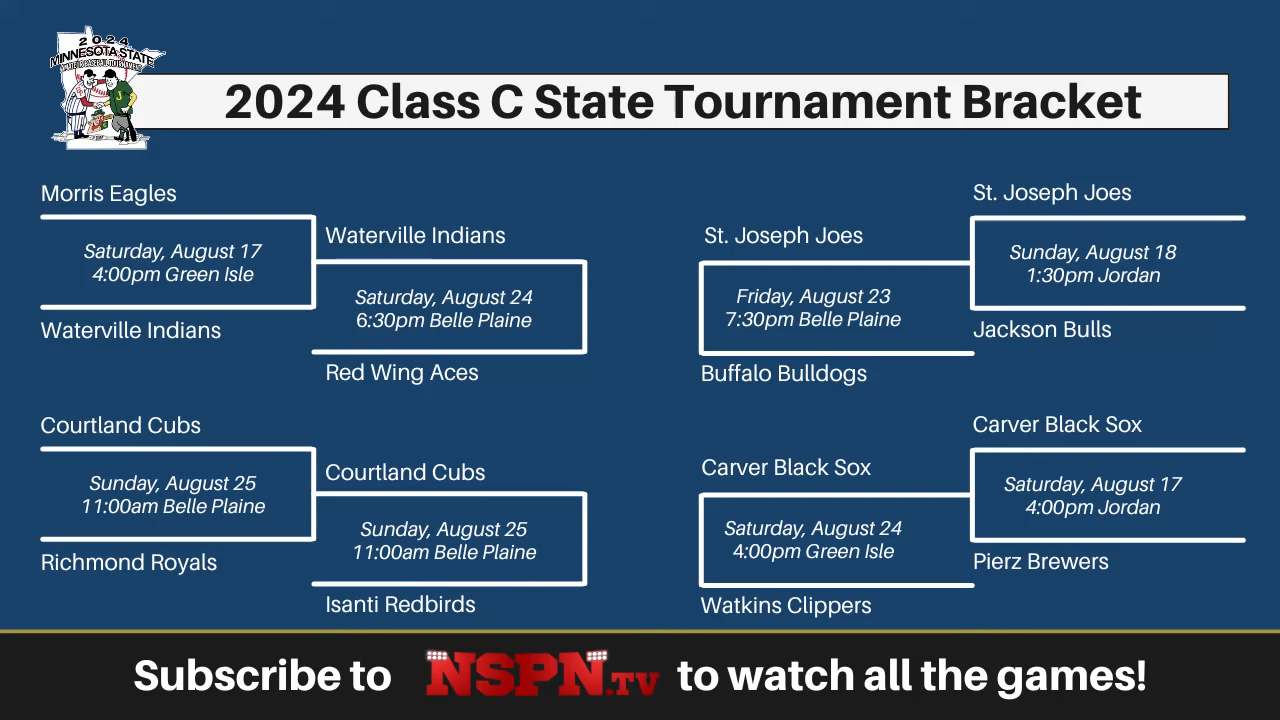 2024
MINNESOTA STATE
AMATEUR BASEBALL TOURNAMENT
2024 Class C State Tournament Bracket
Morris Eagles
Saturday, August 17
4:00pm Green Isle
Waterville Indians
Waterville Indians
Saturday, August 24
6:30pm Belle Plaine
Red Wing Aces
St. Joseph Joes
Friday, August 23
7:30pm Belle Plaine
Buffalo Bulldogs
St. Joseph Joes
Sunday, August 18
1:30pm Jordan
Jackson Bulls
Courtland Cubs
Sunday, August 25
11:00am Belle Plaine
Richmond Royals
Courtland Cubs
Sunday, August 25
11:00am Belle Plaine
Isanti Redbirds
Carver Black Sox
Saturday, August 24
4:00pm Green Isle
Watkins Clippers
Carver Black Sox
Saturday, August 17
4:00pm Jordan
Pierz Brewers
Subscribe to NSPN.TV to watch all the games!